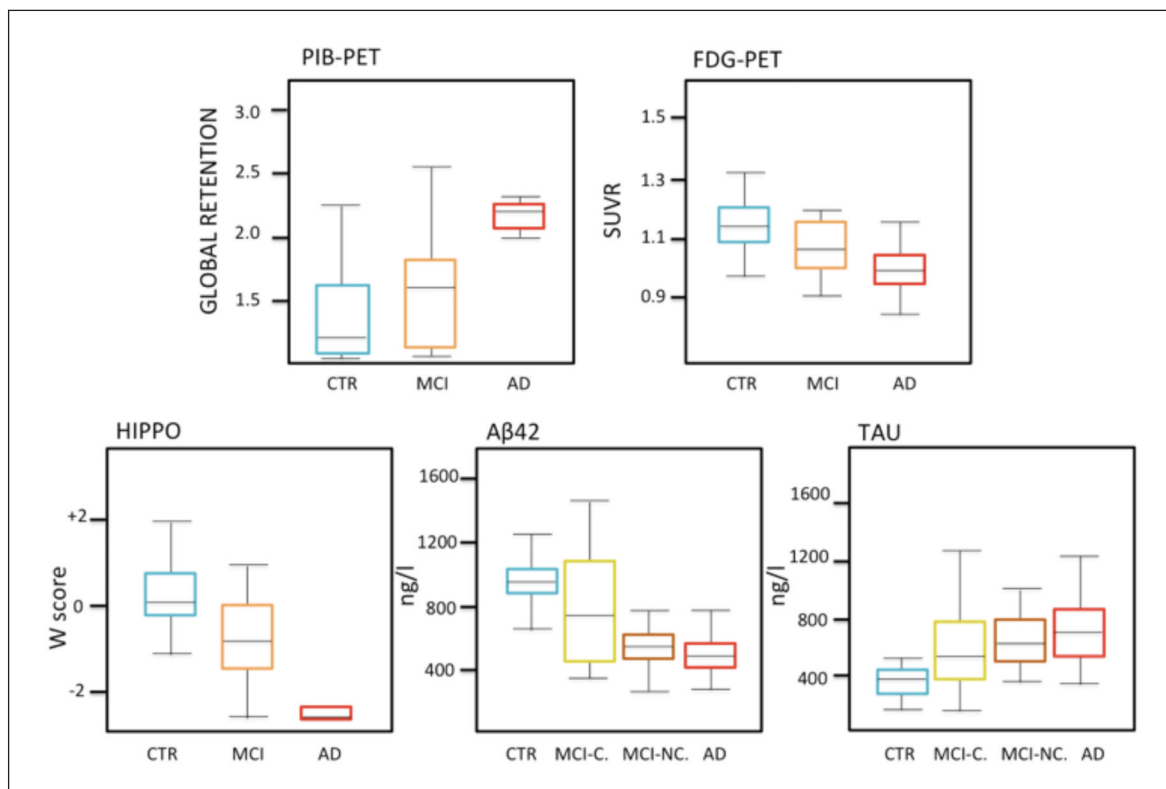 PIB-PET
GLOBAL RETENTION
3.0
2.5
2.0
1.5
CTR MCI AD
FDG-PET
SUVR
1.5
1.3
1.1
0.9
CTR MCI AD
HIPPO
W score
+2
0
-2
CTR MCI AD
Aβ42
ng/l
1600
1200
800
400
CTR MCI-C. MCI-NC. AD
TAU
ng/l
1600
1200
800
400
CTR MCI-C. MCI-NC. AD